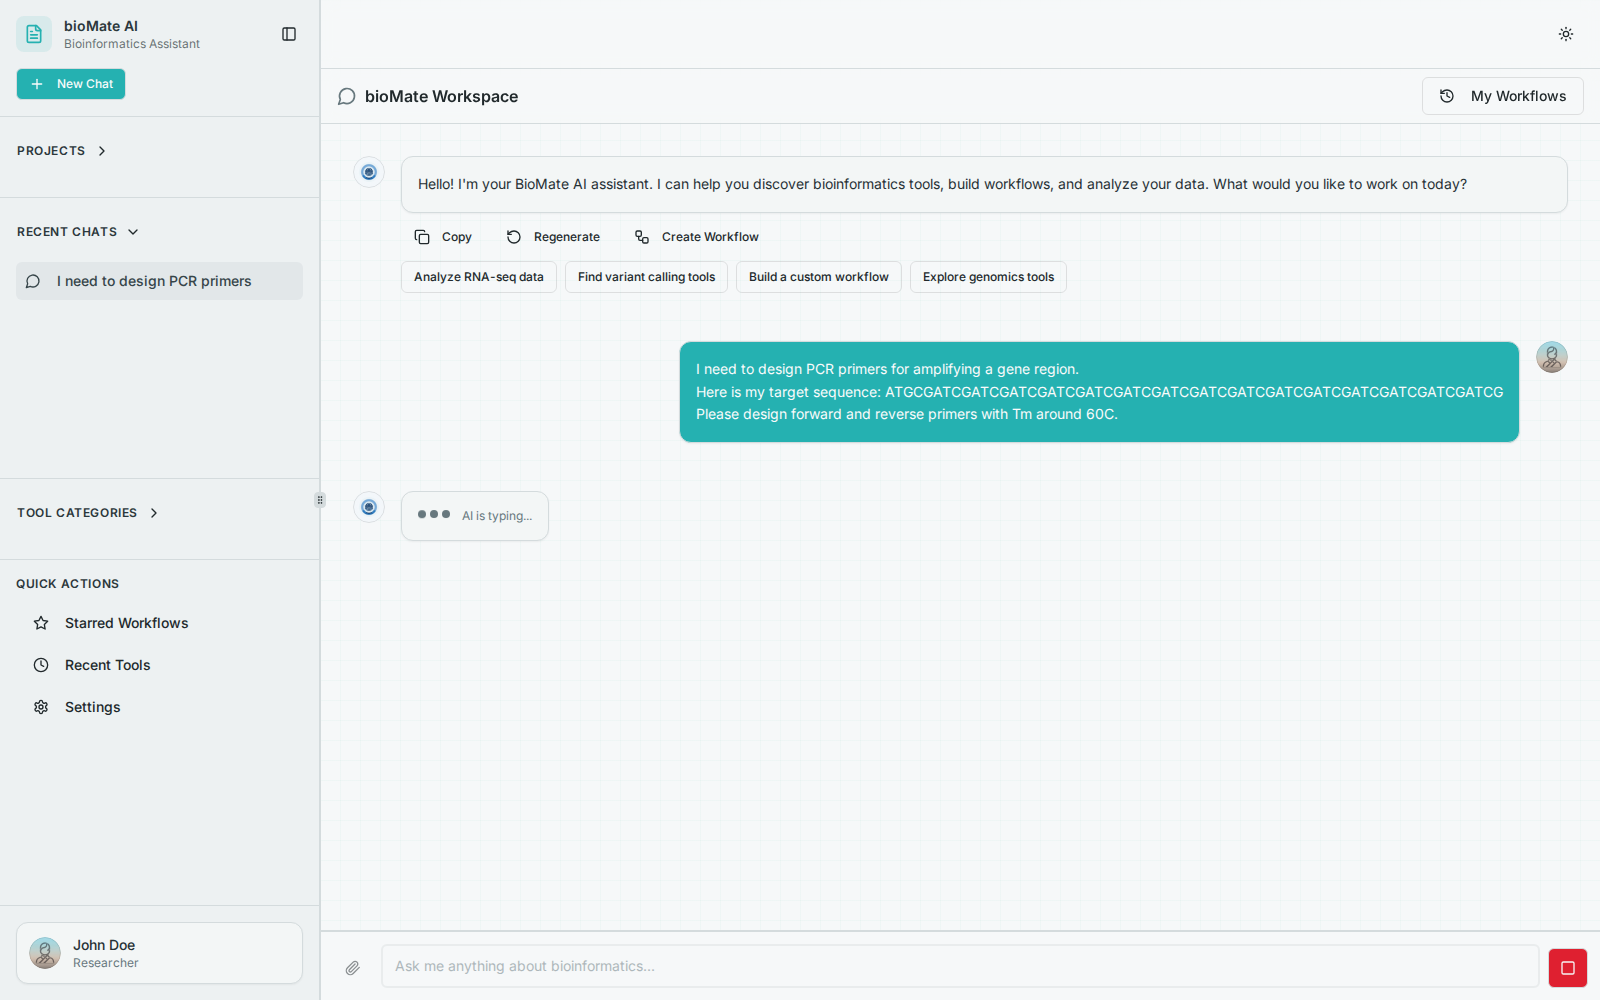 bioMate AI
Bioinformatics Assistant
New Chat
PROJECTS
RECENT CHATS
I need to design PCR primers
TOOL CATEGORIES
QUICK ACTIONS
Starred Workflows
Recent Tools
Settings
John Doe
Researcher
bioMate Workspace
My Workflows
Hello! I'm your BioMate AI assistant. I can help you discover bioinformatics tools, build workflows, and analyze your data. What would you like to work on today?
Copy
Regenerate
Create Workflow
Analyze RNA-seq data
Find variant calling tools
Build a custom workflow
Explore genomics tools
I need to design PCR primers for amplifying a gene region.
Here is my target sequence: ATGCGATCGATCGATCGATCGATCGATCGATCGATCGATCGATCGATCGATCGATCGATCGATCG
Please design forward and reverse primers with Tm around 60C.
AI is typing...
Ask me anything about bioinformatics...